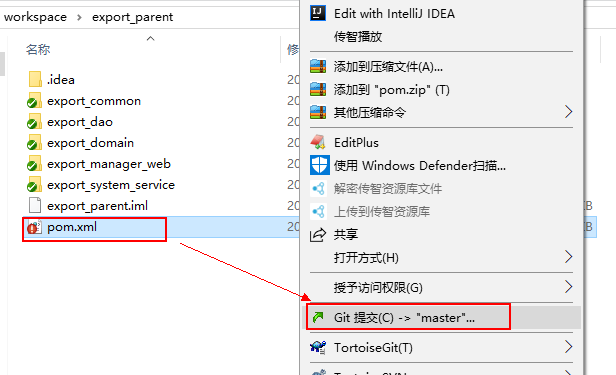 workspace › export_parent
名称
.idea
export_common
export_dao
export_domain
export_manager_web
export_system_service
export_parent.iml
pom.xml
修
20
20
20
20
20
20
20
20
B
B
Edit with IntelliJ IDEA
传智播放
添加到压缩文件(A)...
添加到 "pom.zip" (T)
其他压缩命令
EditPlus
使用 Windows Defender扫描...
解密传智资源库文件
上传到传智资源库
共享
打开方式(H)
授予访问权限(G)
Git 提交(C) -> "master"...
TortoiseGit(T)